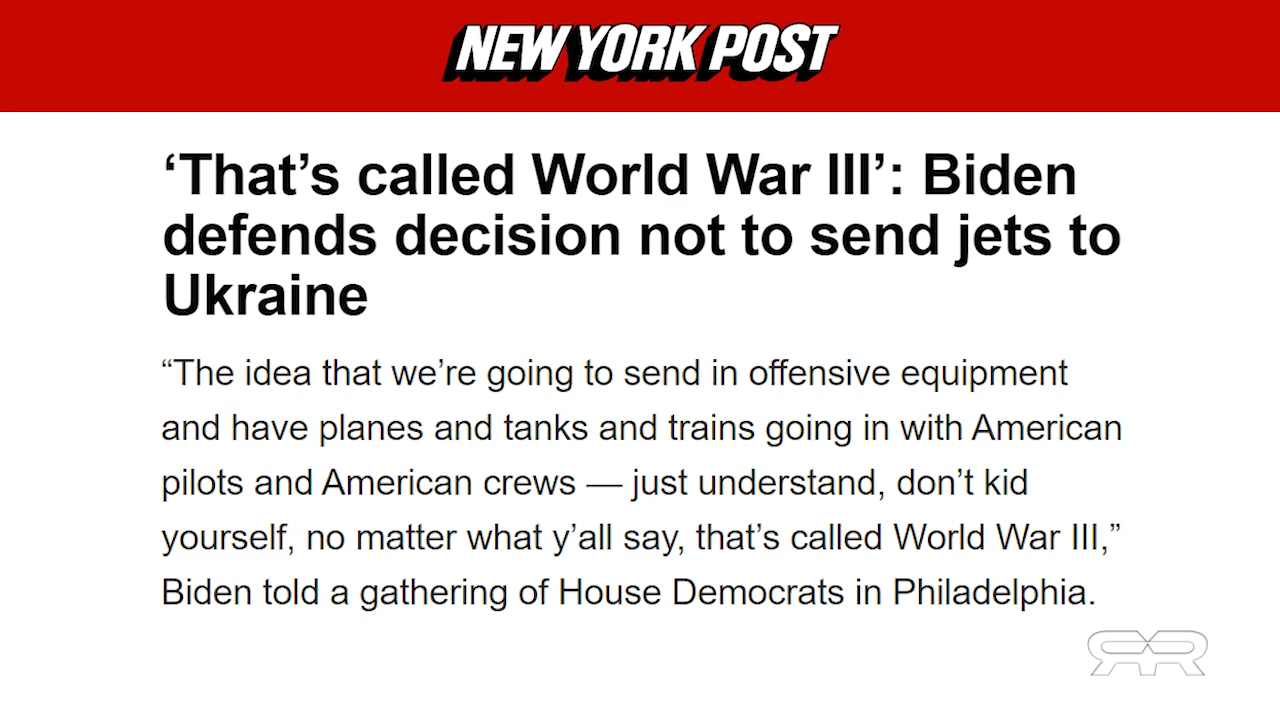 NEW YORK POST
‘That’s called World War III’: Biden
defends decision not to send jets to
Ukraine
“The idea that we’re going to send in offensive equipment
and have planes and tanks and trains going in with American
pilots and American crews — just understand, don’t kid
yourself, no matter what y’all say, that’s called World War III,”
Biden told a gathering of House Democrats in Philadelphia.
RR